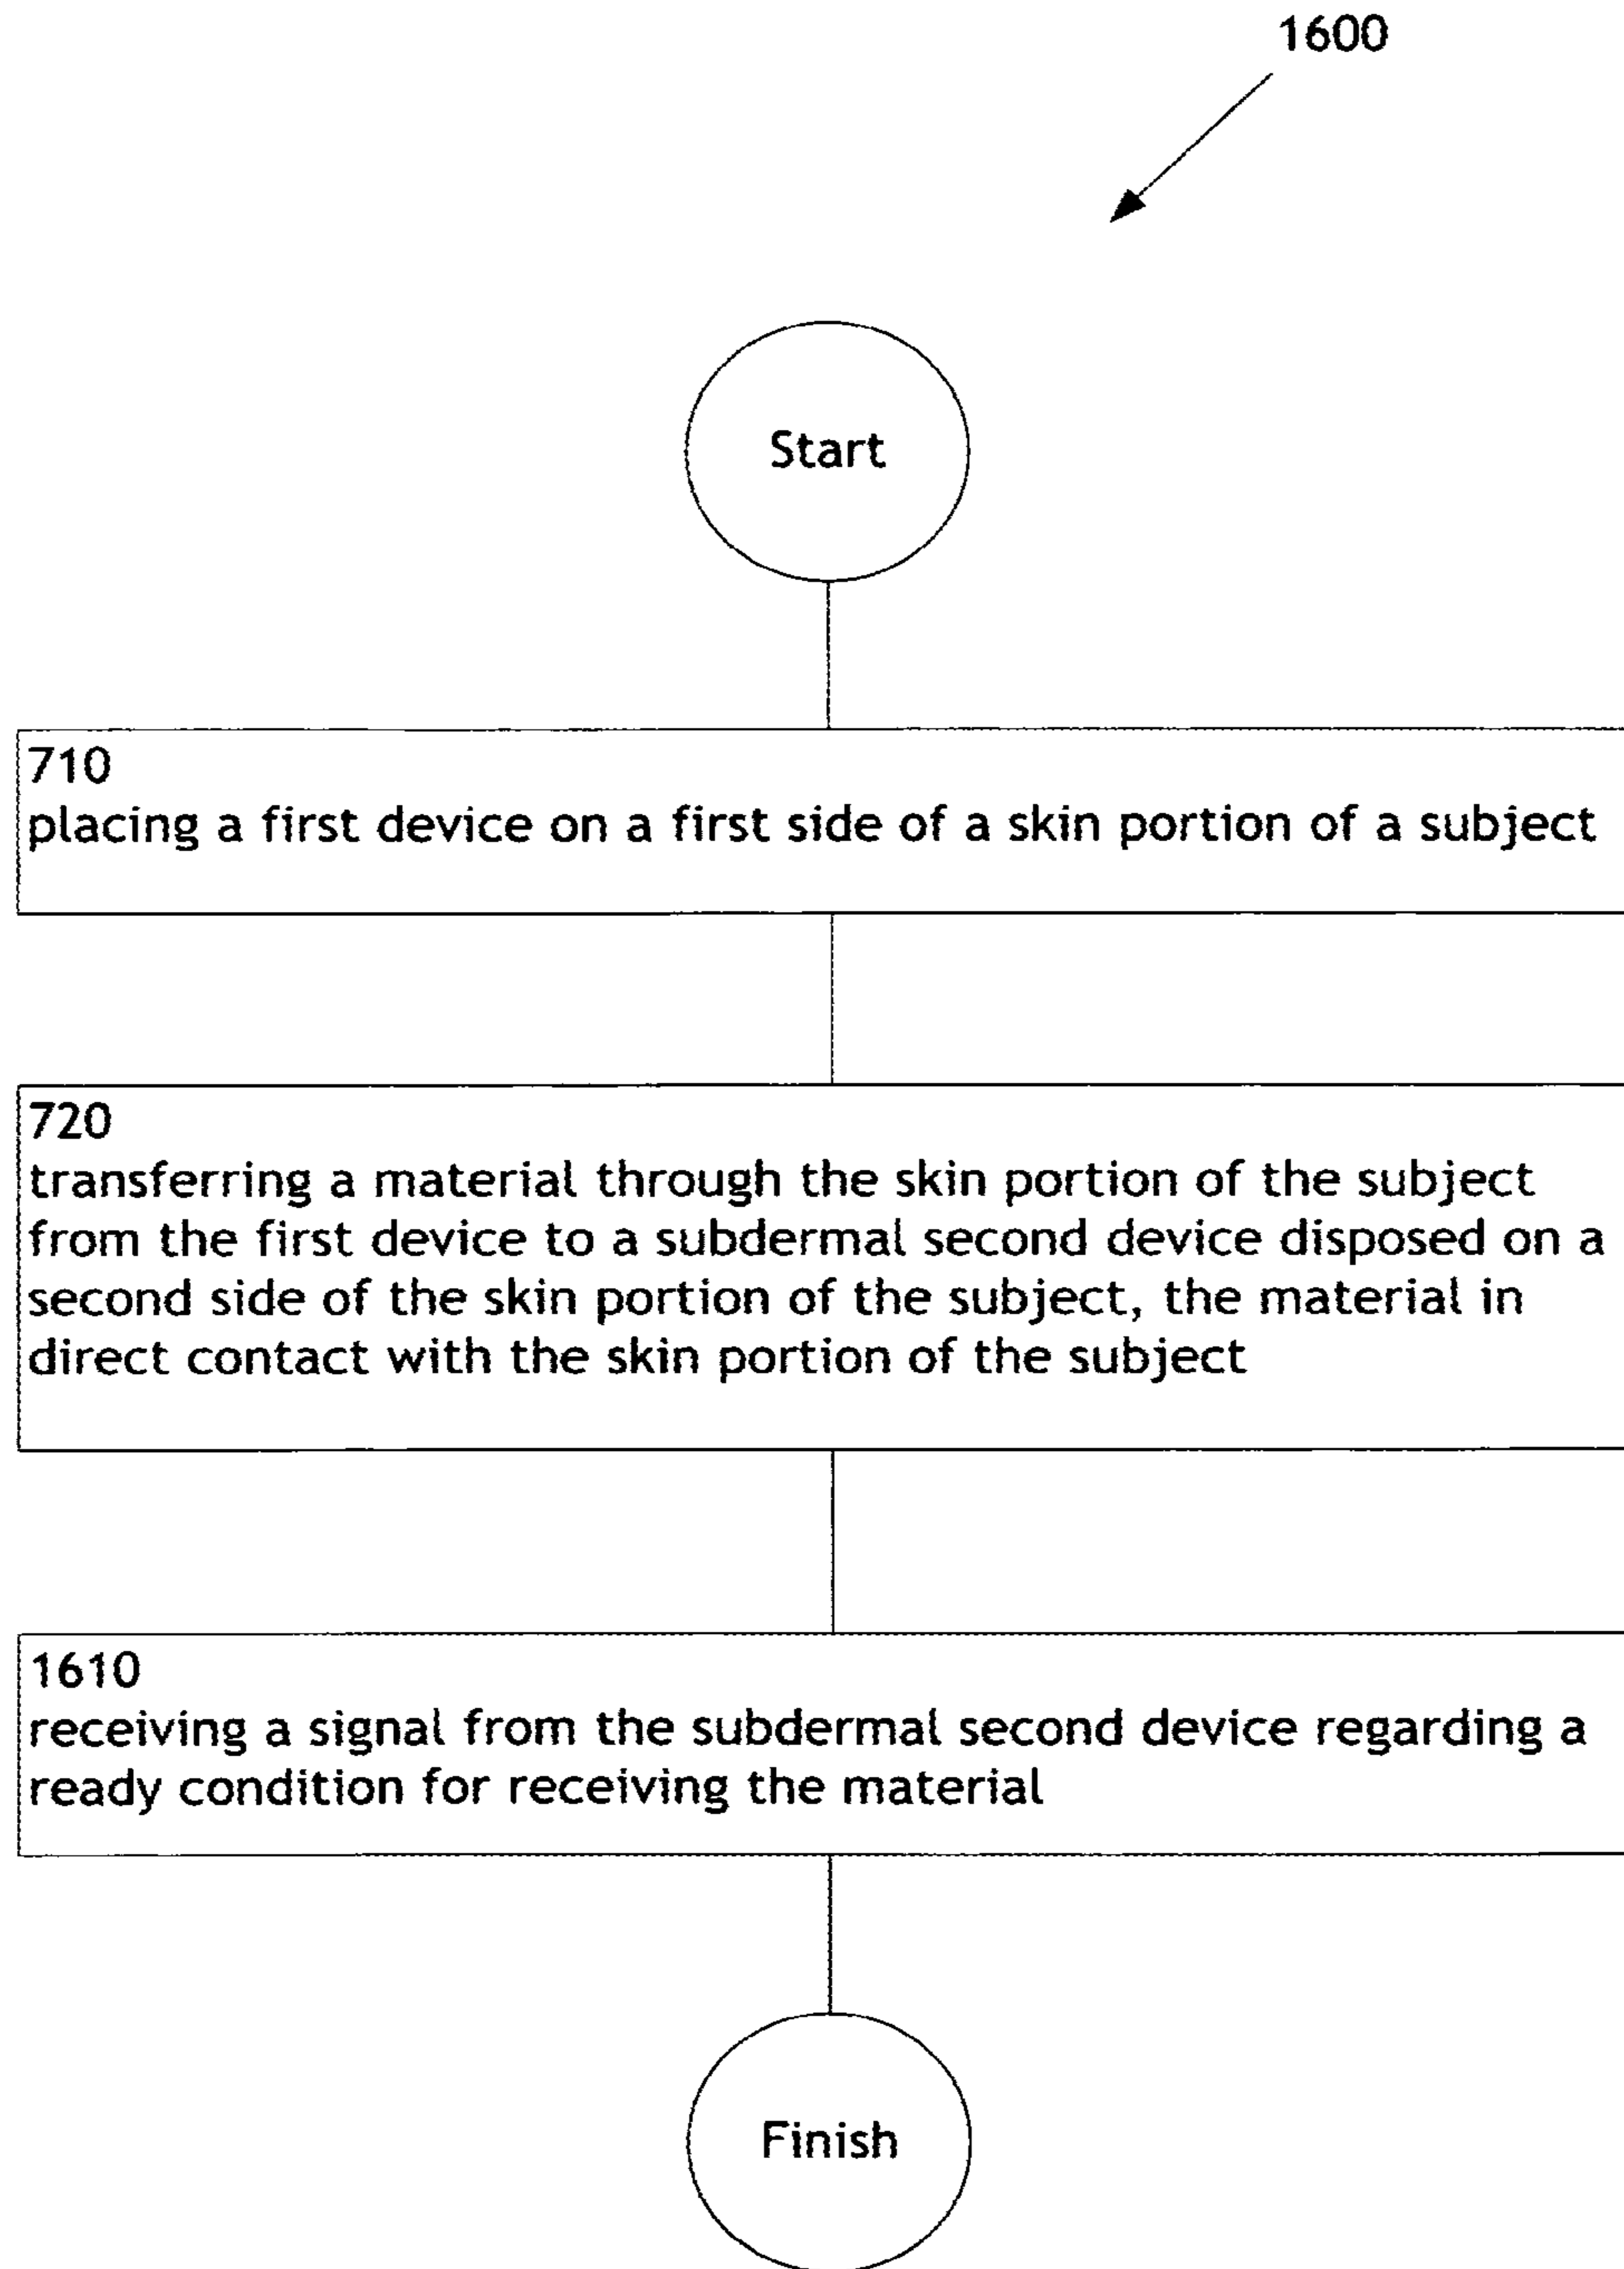 1600
Start
710
placing a first device on a first side of a skin portion of a subject
720
transferring a material through the skin portion of the subject
from the first device to a subdermal second device disposed on a
second side of the skin portion of the subject, the material in
direct contact with the skin portion of the subject
1610
receiving a signal from the subdermal second device regarding a
ready condition for receiving the material
Finish